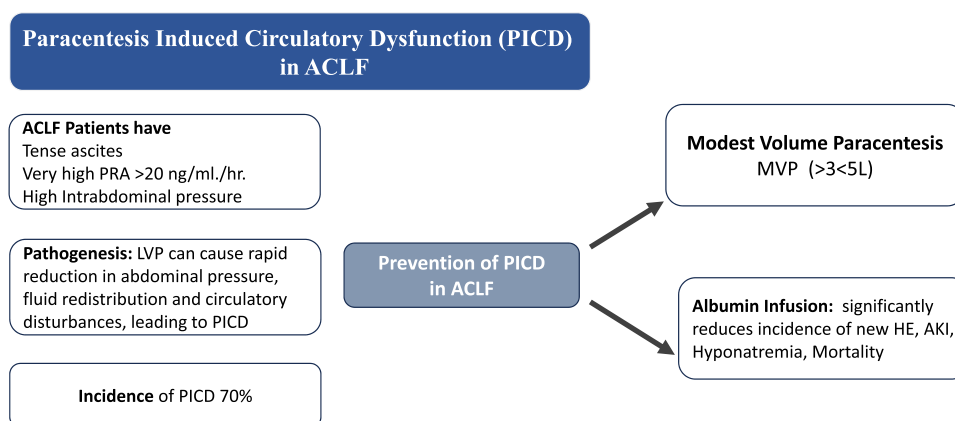 Paracentesis Induced Circulatory Dysfunction (PICD)
in ACLF
ACLF Patients have
Tense ascites
Very high PRA >20 ng/ml./hr.
High Intrabdominal pressure
Pathogenesis: LVP can cause rapid
reduction in abdominal pressure,
fluid redistribution and circulatory
disturbances, leading to PICD
Incidence of PICD 70%
Prevention of PICD
in ACLF
Modest Volume Paracentesis
MVP (>3<5L)
Albumin Infusion: significantly
reduces incidence of new HE, AKI,
Hyponatremia, Mortality